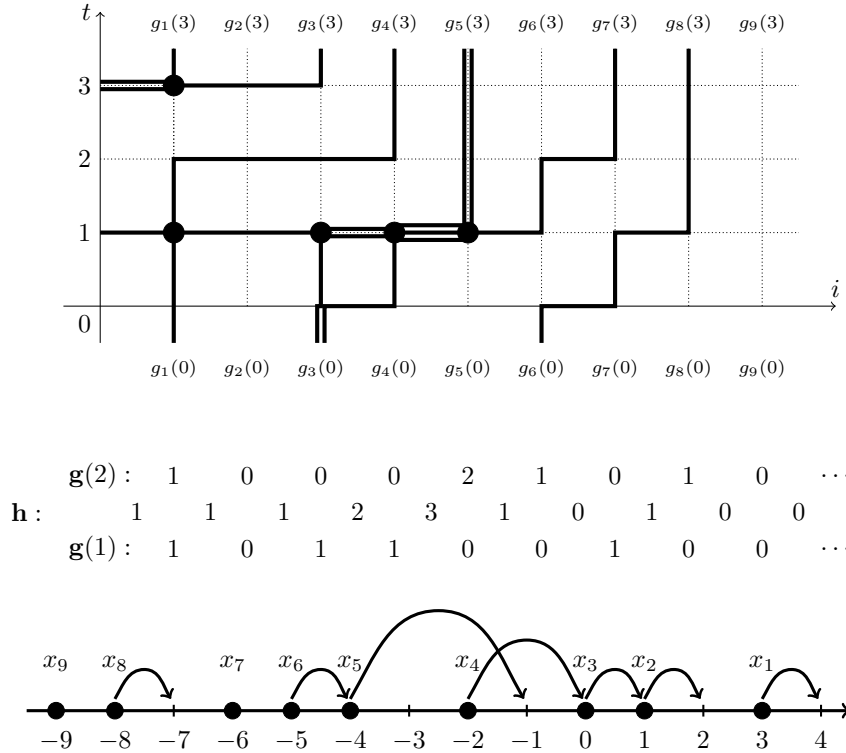 t
g₁(3) g₂(3) g₃(3) g₄(3) g₅(3) g₆(3) g₇(3) g₈(3) g₉(3)
3
2
1
i
0
g₁(0) g₂(0) g₃(0) g₄(0) g₅(0) g₆(0) g₇(0) g₈(0) g₉(0)
g(2) : 1 0 0 0 2 1 0 1 0 ⋯
h : 1 1 1 2 3 1 0 1 0 0
g(1) : 1 0 1 1 0 0 1 0 0 ⋯
x₉ x₈ x₇ x₆ x₅ x₄ x₃ x₂ x₁
−9 −8 −7 −6 −5 −4 −3 −2 −1 0 1 2 3 4